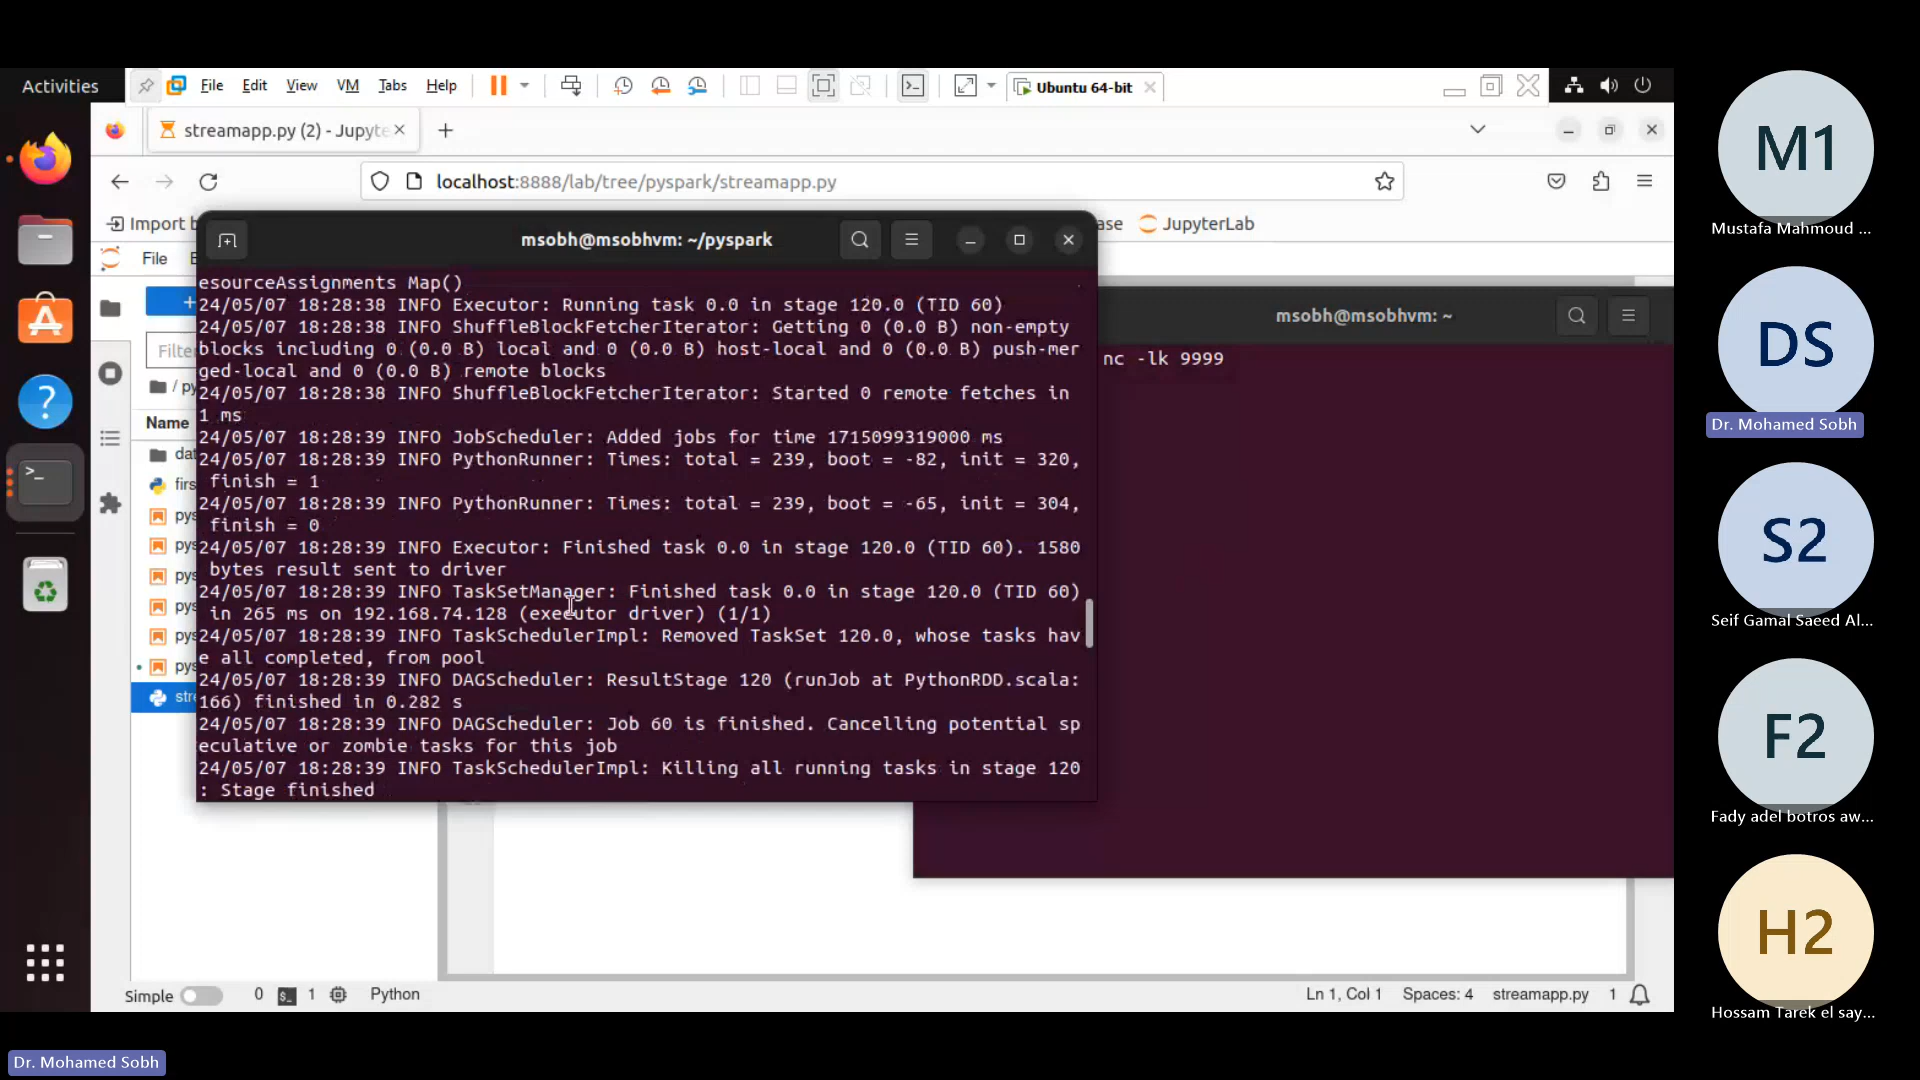 Activities
File Edit View VM Tabs Help
Ubuntu 64-bit
streamapp.py (2) - Jupyte
localhost:8888/lab/tree/pyspark/streamapp.py
Import b
ase
JupyterLab
msobh@msobhvm: ~/pyspark
File E
esourceAssignments Map()
24/05/07 18:28:38 INFO Executor: Running task 0.0 in stage 120.0 (TID 60)
24/05/07 18:28:38 INFO ShuffleBlockFetcherIterator: Getting 0 (0.0 B) non-empty
blocks including 0 (0.0 B) local and 0 (0.0 B) host-local and 0 (0.0 B) push-mer
ged-local and 0 (0.0 B) remote blocks
24/05/07 18:28:38 INFO ShuffleBlockFetcherIterator: Started 0 remote fetches in
1 ms
24/05/07 18:28:39 INFO JobScheduler: Added jobs for time 1715099319000 ms
24/05/07 18:28:39 INFO PythonRunner: Times: total = 239, boot = -82, init = 320,
finish = 1
24/05/07 18:28:39 INFO PythonRunner: Times: total = 239, boot = -65, init = 304,
finish = 0
24/05/07 18:28:39 INFO Executor: Finished task 0.0 in stage 120.0 (TID 60). 1580
bytes result sent to driver
24/05/07 18:28:39 INFO TaskSetManager: Finished task 0.0 in stage 120.0 (TID 60)
in 265 ms on 192.168.74.128 (executor driver) (1/1)
24/05/07 18:28:39 INFO TaskSchedulerImpl: Removed TaskSet 120.0, whose tasks hav
e all completed, from pool
24/05/07 18:28:39 INFO DAGScheduler: ResultStage 120 (runJob at PythonRDD.scala:
166) finished in 0.282 s
24/05/07 18:28:39 INFO DAGScheduler: Job 60 is finished. Cancelling potential sp
eculative or zombie tasks for this job
24/05/07 18:28:39 INFO TaskSchedulerImpl: Killing all running tasks in stage 120
: Stage finished
msobh@msobhvm: ~
nc -lk 9999
Filte
/ py
Name
dat
firs
pys
pys
pys
pys
pys
pys
stre
Simple 0 1 Python
Ln 1, Col 1 Spaces: 4 streamapp.py 1
M1
Mustafa Mahmoud ...
DS
Dr. Mohamed Sobh
S2
Seif Gamal Saeed Al...
F2
Fady adel botros aw...
H2
Hossam Tarek el say...
Dr. Mohamed Sobh